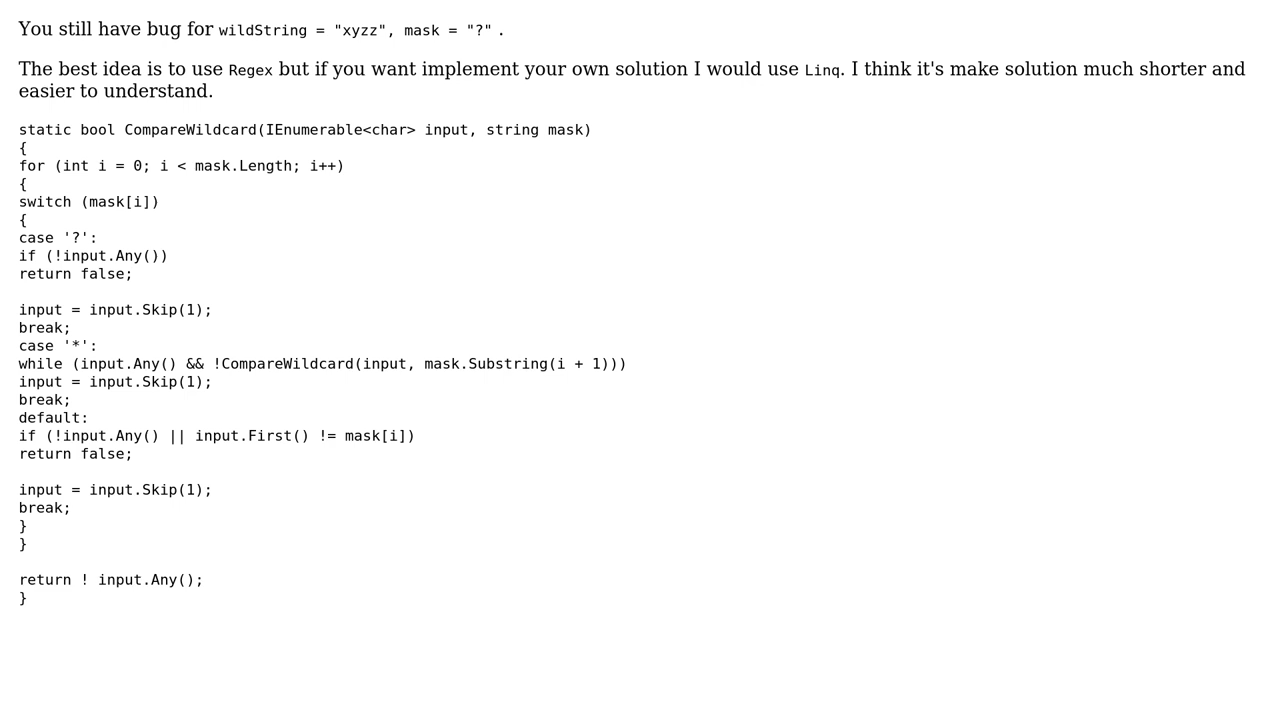 You still have bug for wildString = "xyzz", mask = "?" .
The best idea is to use Regex but if you want implement your own solution I would use Linq. I think it's make solution much shorter and
easier to understand.
static bool CompareWildcard(IEnumerable<char> input, string mask)
{
for (int i = 0; i < mask.Length; i++)
{
switch (mask[i])
{
case '?':
if (!input.Any())
return false;
input = input.Skip(1);
break;
case '*':
while (input.Any() && !CompareWildcard(input, mask.Substring(i + 1)))
input = input.Skip(1);
break;
default:
if (!input.Any() || input.First() != mask[i])
return false;
input = input.Skip(1);
break;
}
}
return ! input.Any();
}